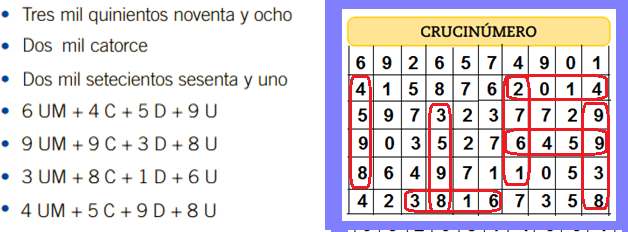 • Tres mil quinientos noventa y ocho
• Dos mil catorce
• Dos mil setecientos sesenta y uno
• 6 UM + 4 C + 5 D + 9 U
• 9 UM + 9 C + 3 D + 8 U
• 3 UM + 8 C + 1 D + 6 U
• 4 UM + 5 C + 9 D + 8 U
CRUCINÚMERO
6 9 2 6 5 7 4 9 0 1
4 1 5 8 7 6 2 0 1 4
5 9 7 3 2 3 7 7 2 9
9 0 3 5 2 7 6 4 5 9
8 6 4 9 7 1 1 0 5 3
4 2 3 8 1 6 7 3 5 8